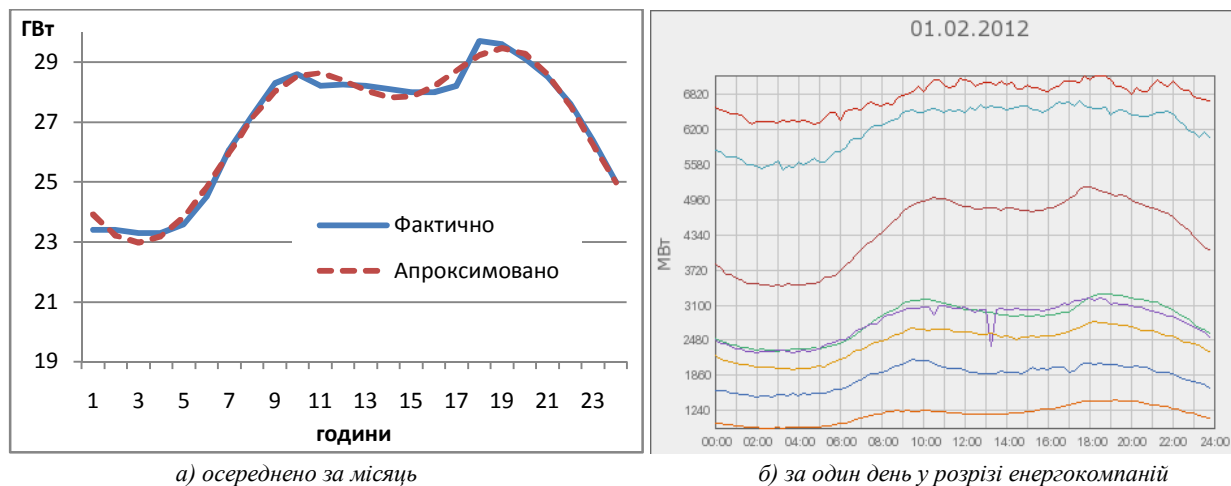 ГВт
29
27
25
23
21
19
Фактично
Апроксимовано
1 3 5 7 9 11 13 15 17 19 21 23
години
а) осереднено за місяць
01.02.2012
МВт
6820
6200
5580
4960
4340
3720
3100
2480
1860
1240
00:00 02:00 04:00 06:00 08:00 10:00 12:00 14:00 16:00 18:00 20:00 22:00 24:00
б) за один день у розрізі енергокомпаній